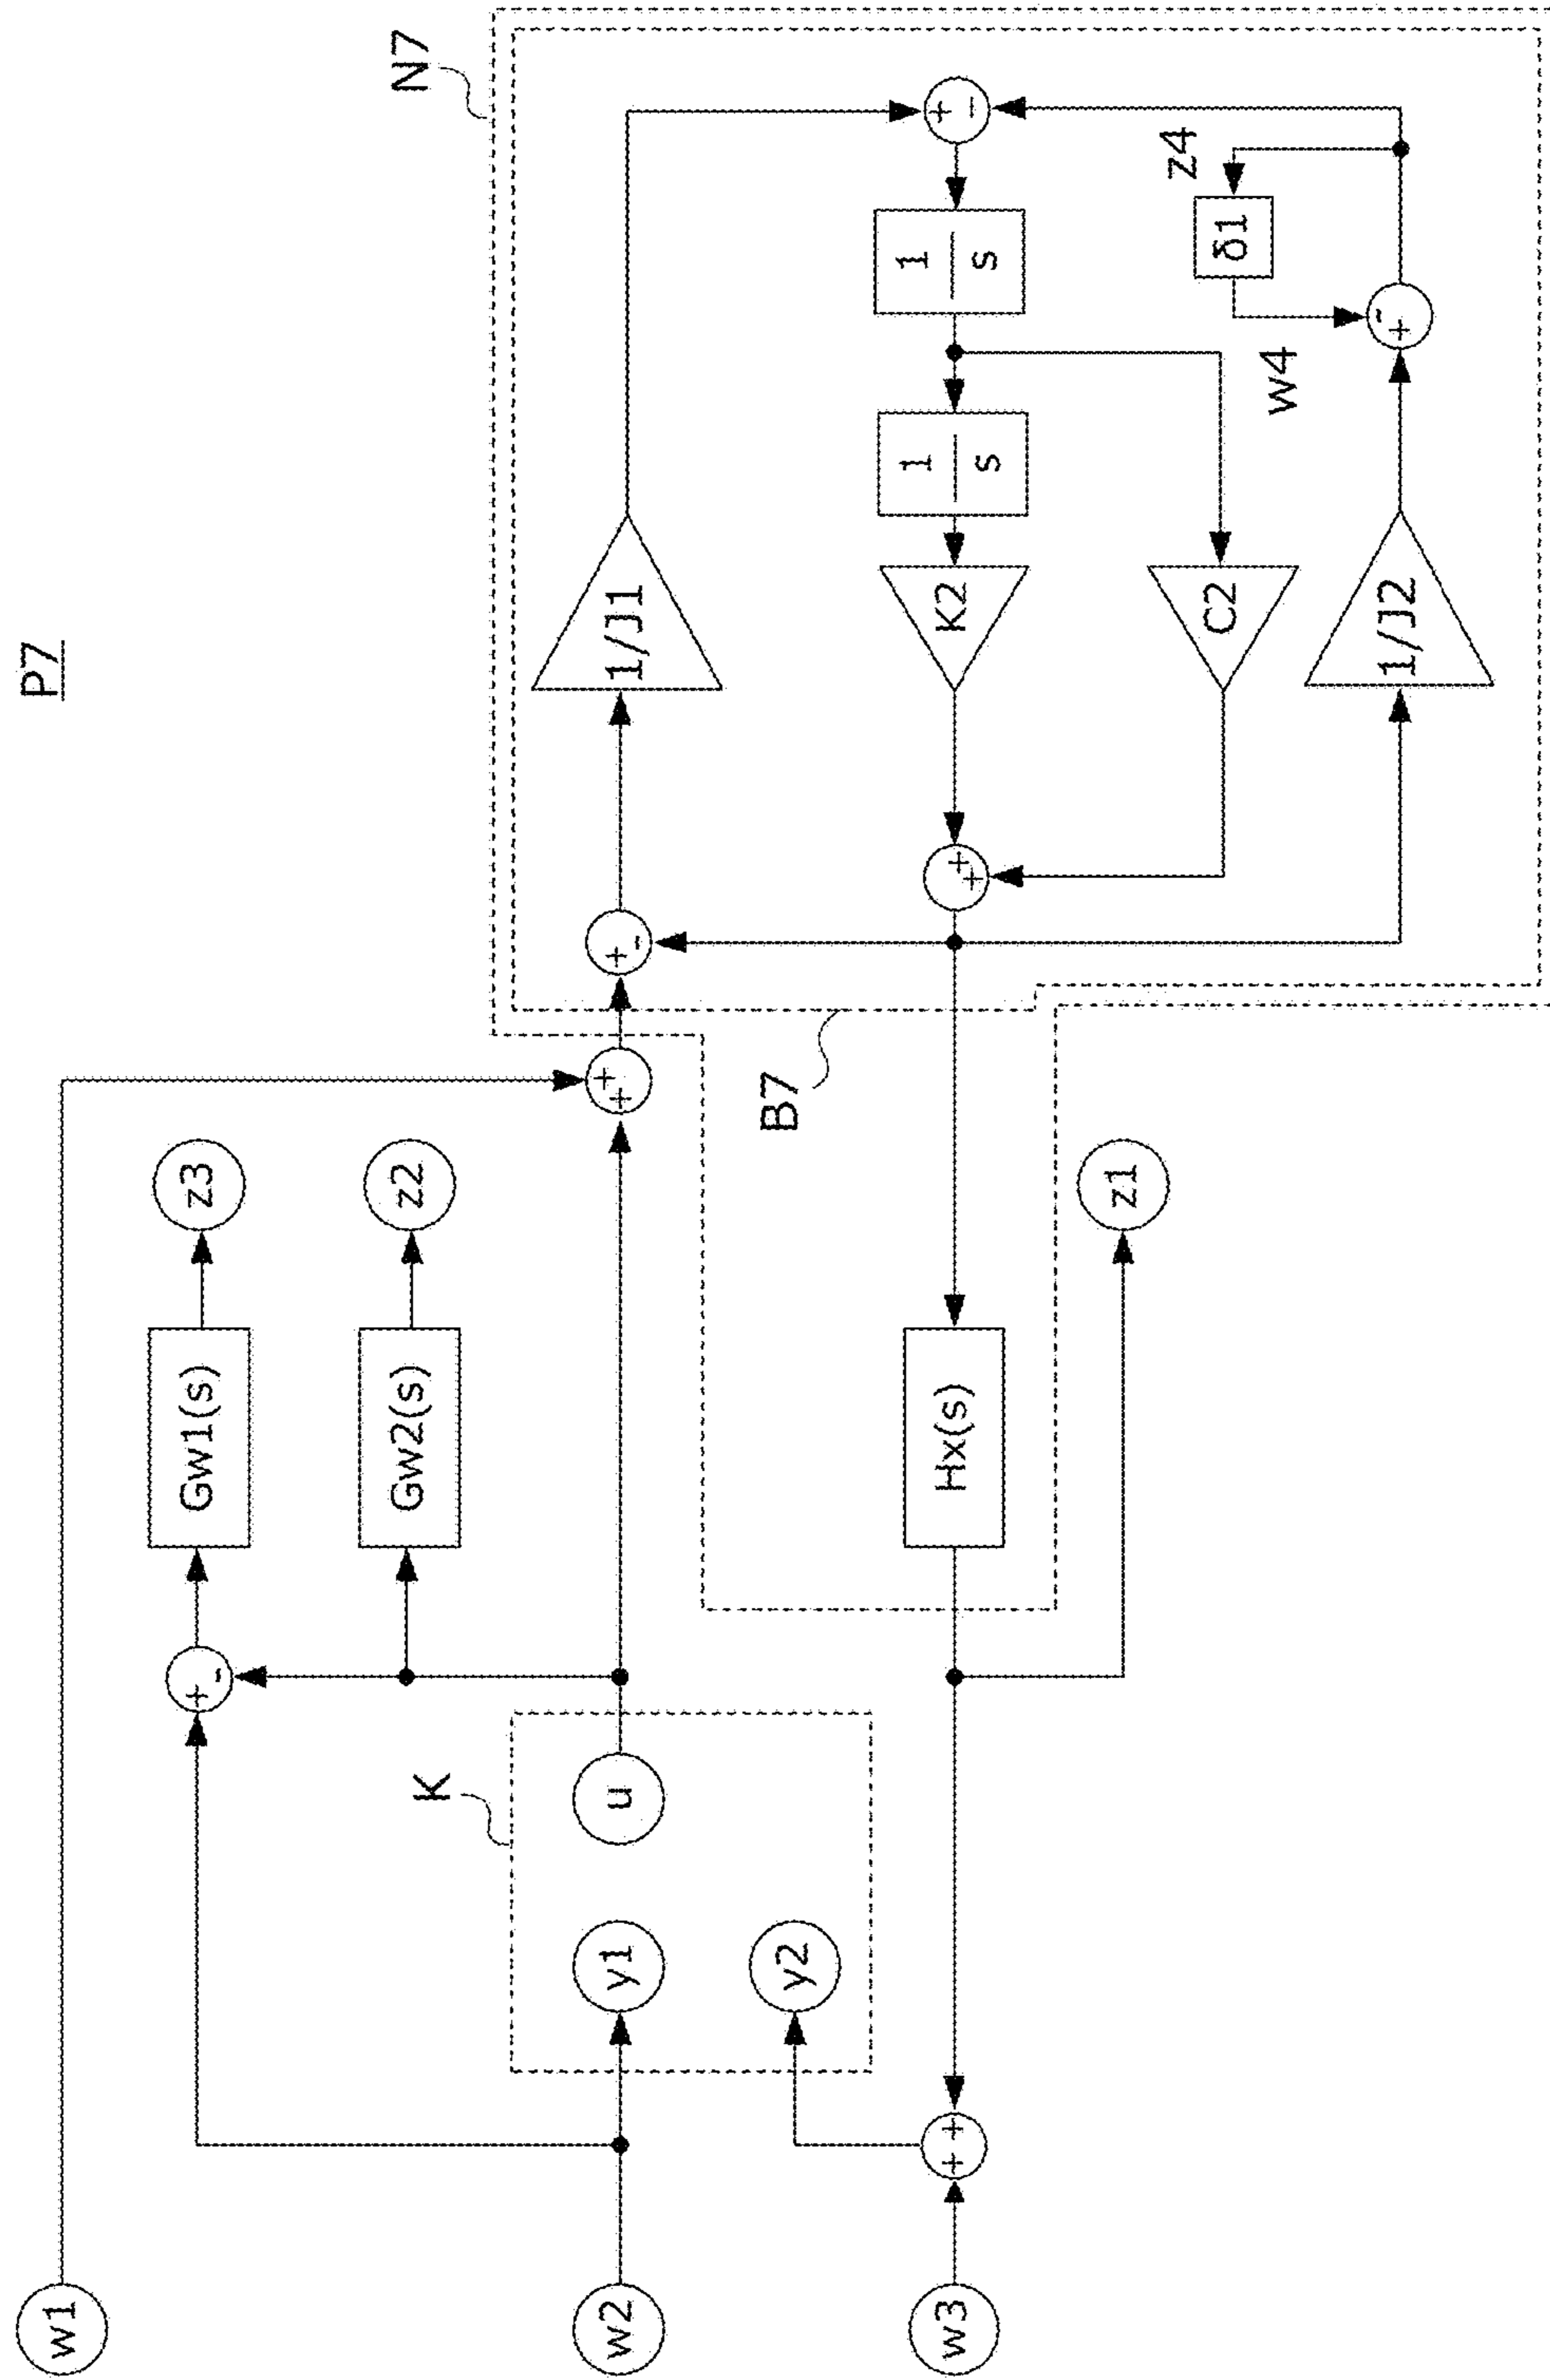 P7
N7
w1
z3
Gw1(s)
+
-
z2
Gw2(s)
K
w2
y1
u
+
+
+
-
1/J1
+
-
y2
B7
w3
+
+
Hx(s)
z1
+
+
K2
1
s
1
s
C2
z4
δ1
w4
1/J2
+
-